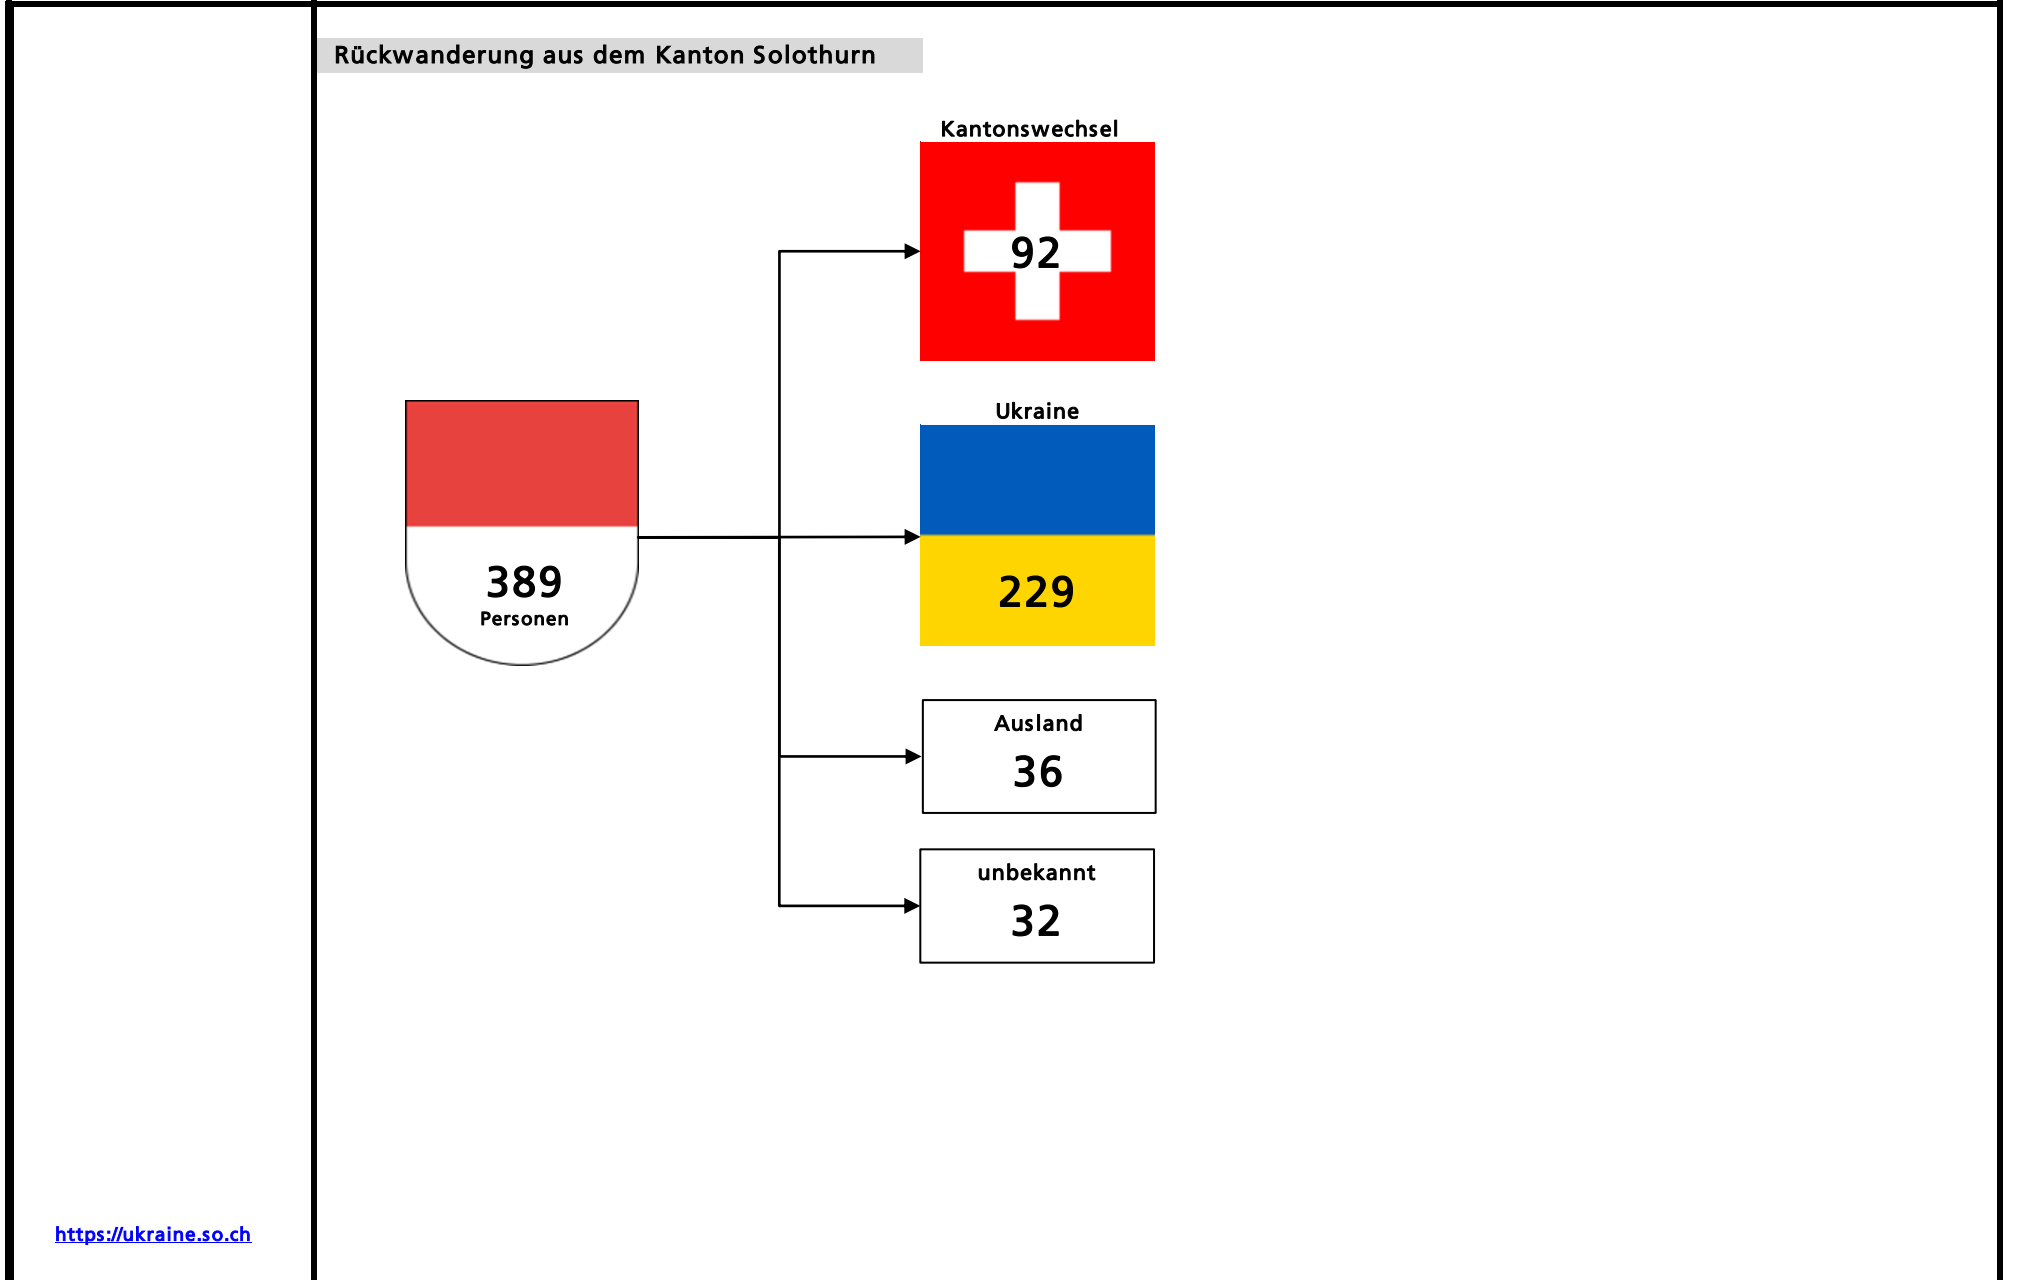 Rückwanderung aus dem Kanton Solothurn
Kantonswechsel
92
Ukraine
229
389
Personen
Ausland
36
unbekannt
32
https://ukraine.so.ch